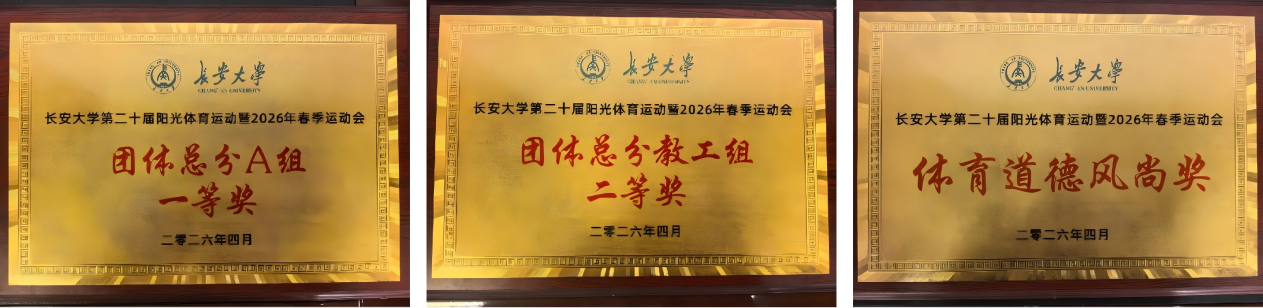 长安大学
CHANG'AN UNIVERSITY
长安大学第二十届阳光体育运动暨2026年春季运动会
团体总分A组
一等奖
二零二六年四月
长安大学
CHANG'AN UNIVERSITY
长安大学第二十届阳光体育运动暨2026年春季运动会
团体总分教工组
二等奖
二零二六年四月
长安大学
CHANG'AN UNIVERSITY
长安大学第二十届阳光体育运动暨2026年春季运动会
体育道德风尚奖
二零二六年四月